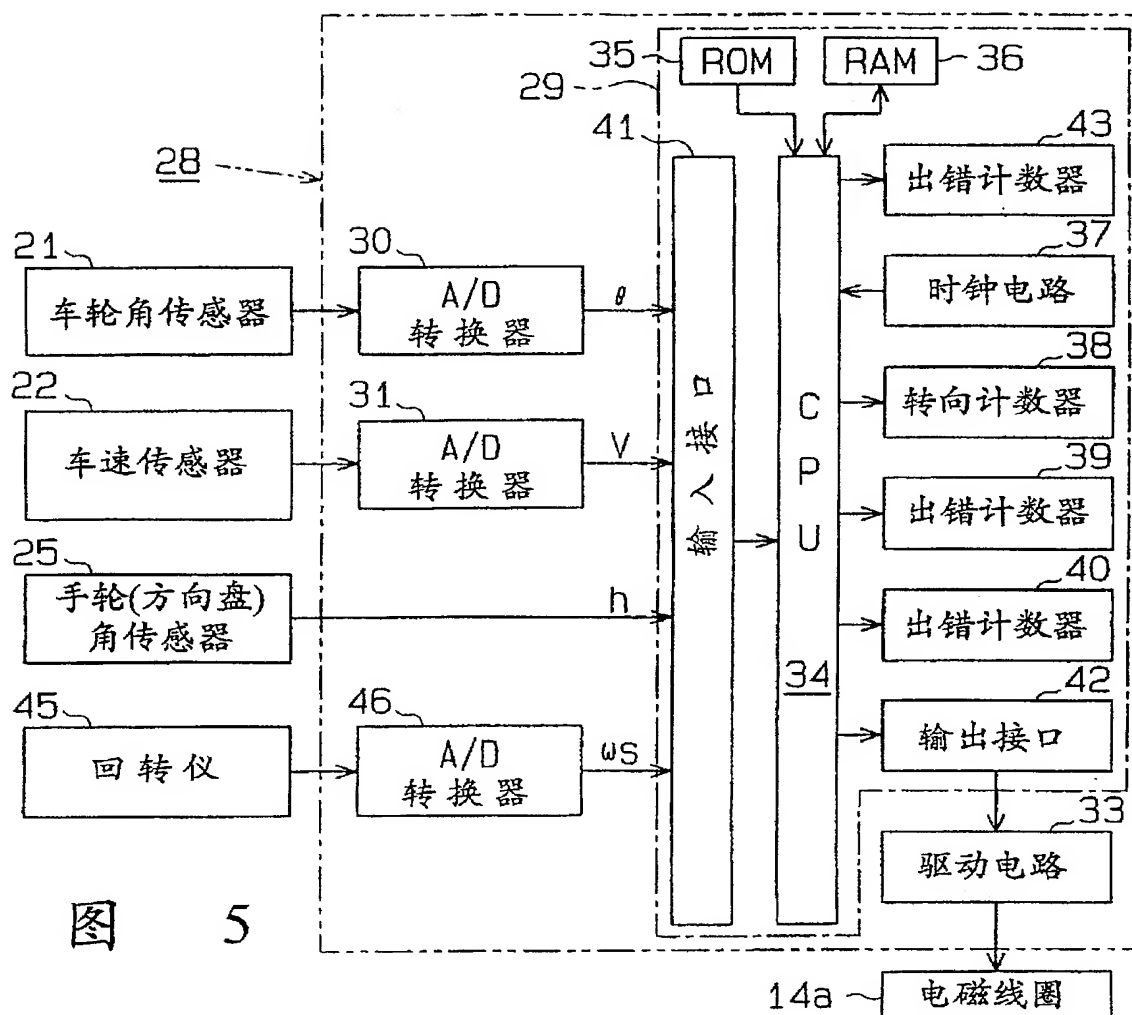 35
ROM
RAM
36
29
41
43
28
出错计数器
21
30
37
车轮角传感器
A/D
转换器
θ
时钟电路
38
22
31
转向计数器
车速传感器
A/D
转换器
V
输入接口
CPU
39
出错计数器
25
手轮(方向盘)
角传感器
h
40
出错计数器
34
45
46
42
回转仪
A/D
转换器
ωs
输出接口
33
驱动电路
图 5
14a
电磁线圈